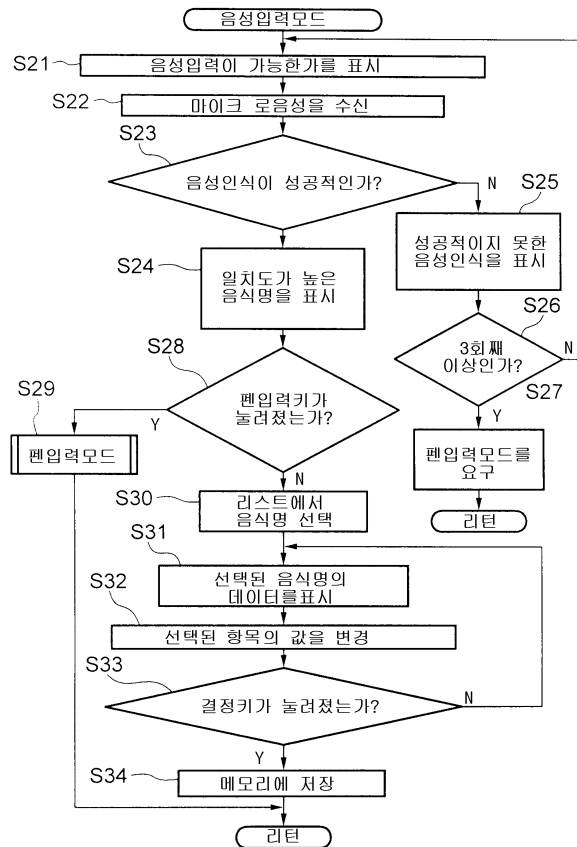 음성입력모드
S21
음성입력이 가능한가를 표시
S22
마이크 로음성을 수신
S23
음성인식이 성공적인가?
N
S25
성공적이지 못한
음성인식을 표시
S24
일치도가 높은
음식명을 표시
S26
3회째
이상인가?
N
S27
Y
펜입력모드를
요구
리턴
S28
펜입력키가
눌려졌는가?
Y
S29
펜입력모드
N
S30
리스트에서
음식명 선택
S31
선택된 음식명의
데이터를표시
S32
선택된 항목의 값을 변경
S33
결정키가 눌려졌는가?
N
Y
S34
메모리에 저장
리턴